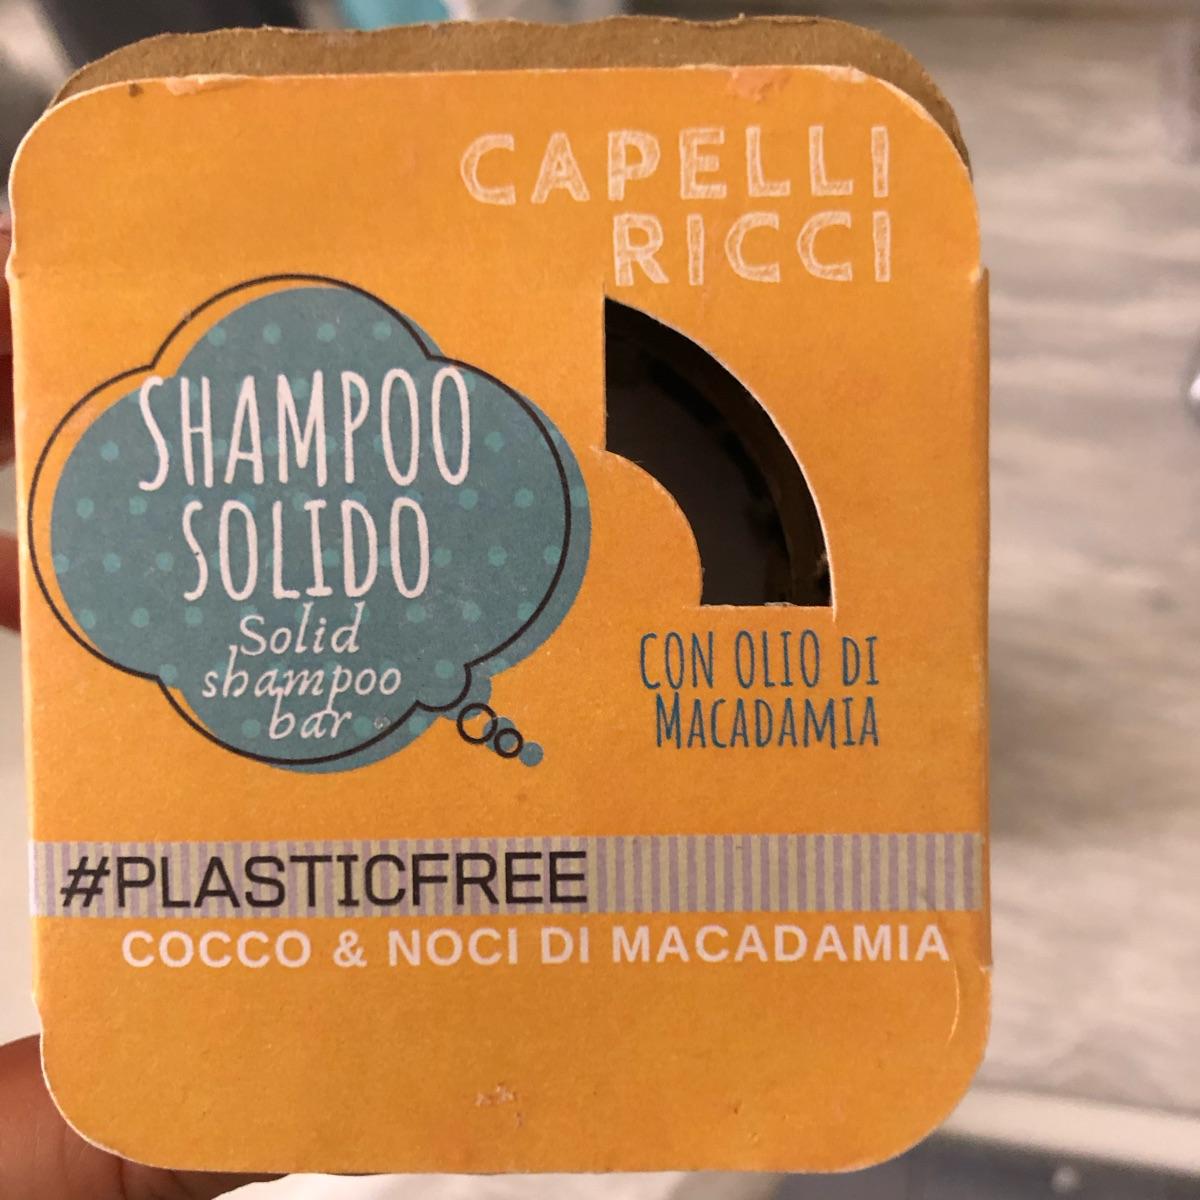 CAPELLI
RICCI
SHAMPOO
SOLIDO
Solid
shampoo
bar
CON OLIO DI
MACADAMIA
#PLASTICFREE
COCCO & NOCI DI MACADAMIA